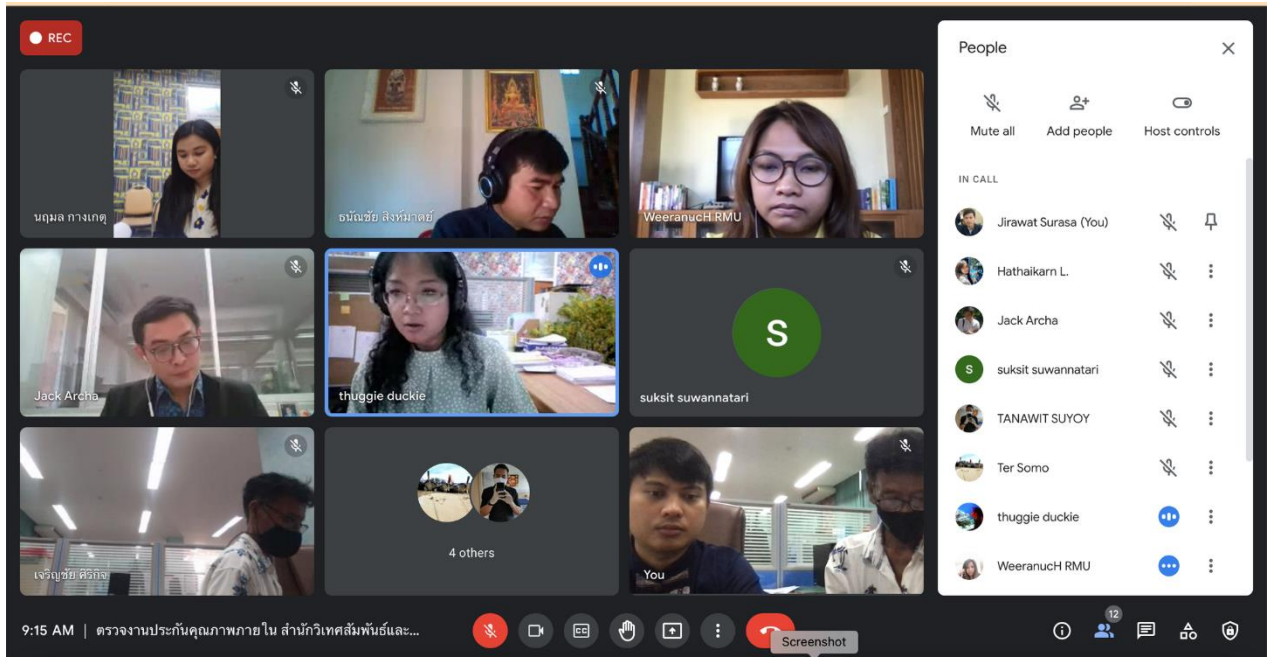 REC
นฤมล กางเกตุ
ธนัณชัย สิงห์มาตย์
WeeranucH RMU
Jack Archa
thuggie duckie
S
suksit suwannatari
เจริญชัย ศิริกิจ
4 others
You
9:15 AM | ตรวจงานประกันคุณภาพภายใน สำนักวิเทศสัมพันธ์และ...
Screenshot
12
People
Mute all
Add people
Host controls
IN CALL
Jirawat Surasa (You)
Hathaikarn L.
Jack Archa
S
suksit suwannatari
TANAWIT SUYOY
Ter Somo
thuggie duckie
WeeranucH RMU